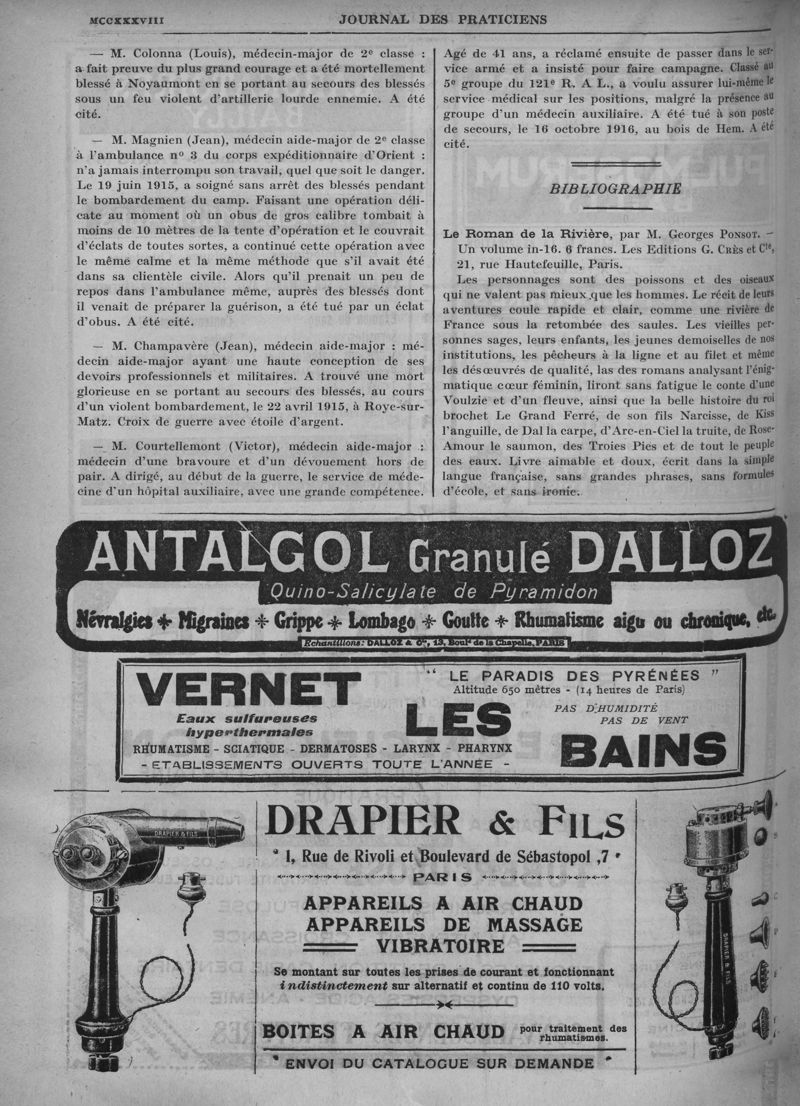 MCCXXXVIII
JOURNAL DES PRATICIENS
— M. Colonna (Louis), médecin-major de 2e classe :
a fait preuve du plus grand courage et a été mortellement
blessé à Noyaumont en se portant au secours des blessés
sous un feu violent d'artillerie lourde ennemie. A été
cité.
— M. Magnien (Jean), médecin aide-major de 2e classe
à l'ambulance no 3 du corps expéditionnaire d'Orient :
n'a jamais interrompu son travail, quel que soit le danger.
Le 19 juin 1915, a soigné sans arrêt des blessés pendant
le bombardement du camp. Faisant une opération déli-
cate au moment où un obus de gros calibre tombait à
moins de 10 mètres de la tente d'opération et le couvrait
d'éclats de toutes sortes, a continué cette opération avec
le même calme et la même méthode que s'il avait été
dans sa clientèle civile. Alors qu'il prenait un peu de
repos dans l'ambulance même, auprès des blessés dont
il venait de préparer la guérison, a été tué par un éclat
d'obus. A été cité.
— M. Champavère (Jean), médecin aide-major : mé-
decin aide-major ayant une haute conception de ses
devoirs professionnels et militaires. A trouvé une mort
glorieuse en se portant au secours des blessés, au cours
d'un violent bombardement, le 22 avril 1915, à Roye-sur-
Matz. Croix de guerre avec étoile d'argent.
— M. Courtellemont (Victor), médecin aide-major :
médecin d'une bravoure et d'un dévouement hors de
pair. A dirigé, au début de la guerre, le service de méde-
cine d'un hôpital auxiliaire, avec une grande compétence.
Agé de 41 ans, a réclamé ensuite de passer dans le ser-
vice armé et a insisté pour faire campagne. Classé au
5e groupe du 121e R. A L., a voulu assurer lui-même le
service médical sur les positions, malgré la présence au
groupe d'un médecin auxiliaire. A été tué à son poste
de secours, le 16 octobre 1916, au bois de Hem. A été
cité.
BIBLIOGRAPHIE
Le Roman de la Rivière, par M. Georges PONSOT. —
Un volume in-16. 6 francs. Les Editions G. CRÈS et Cie,
21, rue Hautefeuille, Paris.
Les personnages sont des poissons et des oiseaux
qui ne valent pas mieux que les hommes. Le récit de leurs
aventures coule rapide et clair, comme une rivière de
France sous la retombée des saules. Les vieilles per-
sonnes sages, leurs enfants, les jeunes demoiselles de nos
institutions, les pêcheurs à la ligne et au filet et même
les désœuvrés de qualité, las des romans analysant l'énig-
matique cœur féminin, liront sans fatigue le conte d'une
Voulzie et d'un fleuve, ainsi que la belle histoire du roi
brochet Le Grand Ferré, de son fils Narcisse, de Kiss
l'anguille, de Dal la carpe, d'Arc-en-Ciel la truite, de Rose-
Amour le saumon, des Troies Pies et de tout le peuple
des eaux. Livre aimable et doux, écrit dans la simple
langue française, sans grandes phrases, sans formules
d'école, et sans ironie.
ANTALGOL Granulé DALLOZ
Quino-Salicylate de Pyramidon
Névralgies ✢ Migraines ✢ Grippe ✢ Lombago ✢ Goutte ✢ Rhumatisme aigu ou chronique, etc.
Echantillons: DALLOZ & Cie, 13, Boulé de la Chapelle, PARIS
VERNET
LES
BAINS
" LE PARADIS DES PYRÉNÉES "
Altitude 650 mètres - (14 heures de Paris)
Eaux sulfureuses
hyperthermales
PAS D'HUMIDITÉ
PAS DE VENT
RHUMATISME - SCIATIQUE - DERMATOSES - LARYNX - PHARYNX
- ETABLISSEMENTS OUVERTS TOUTE L'ANNÉE -
DRAPIER & FILS
DRAPIER & FILS
1, Rue de Rivoli et Boulevard de Sébastopol ,7
PARIS
APPAREILS A AIR CHAUD
APPAREILS DE MASSAGE
VIBRATOIRE
Se montant sur toutes les prises de courant et fonctionnant
indistinctement sur alternatif et continu de 110 volts.
BOITES A AIR CHAUD pour traitement des
rhumatismes.
ENVOI DU CATALOGUE SUR DEMANDE
DRAPIER & FILS